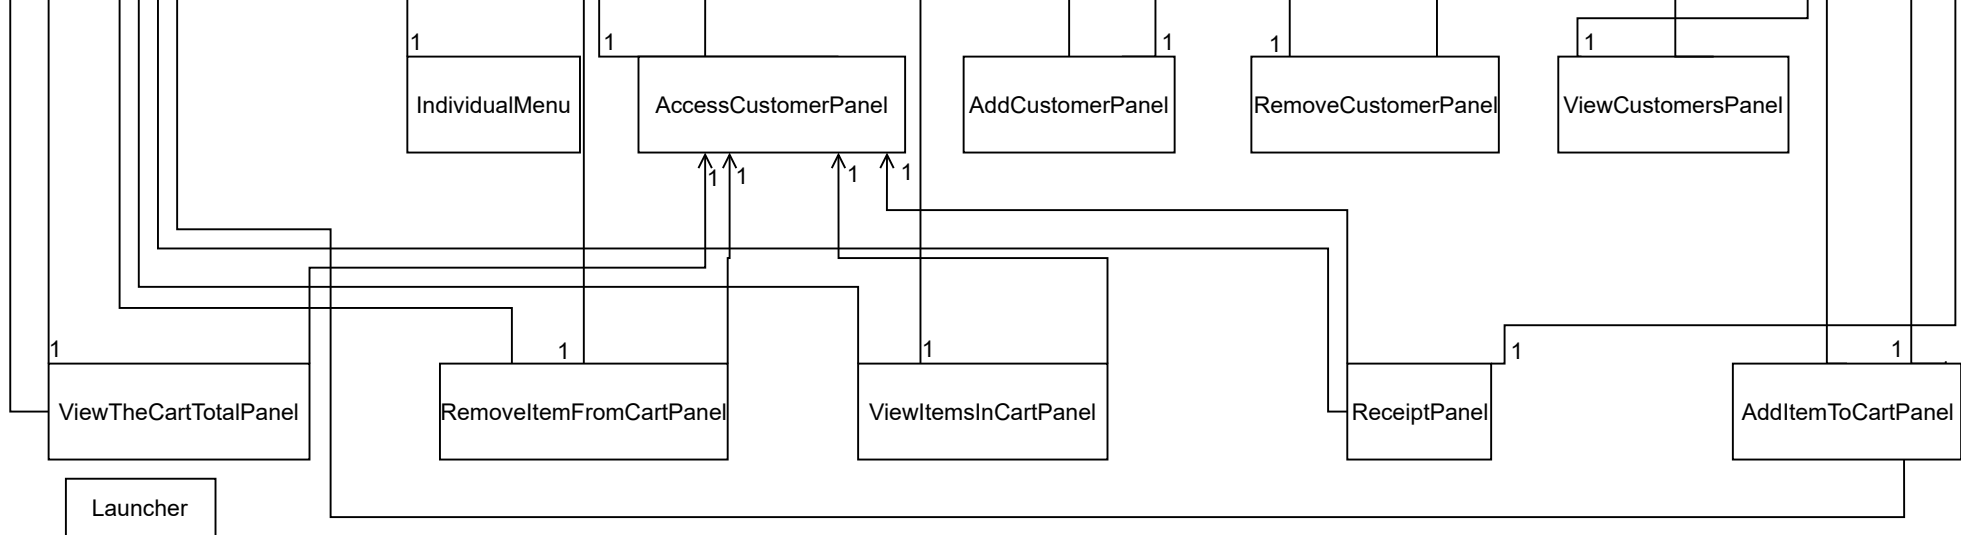 1
1
1
1
1
IndividualMenu
AccessCustomerPanel
AddCustomerPanel
RemoveCustomerPanel
ViewCustomersPanel
1
1
1
1
1
1
1
1
1
ViewTheCartTotalPanel
RemoveItemFromCartPanel
ViewItemsInCartPanel
ReceiptPanel
AddItemToCartPanel
Launcher